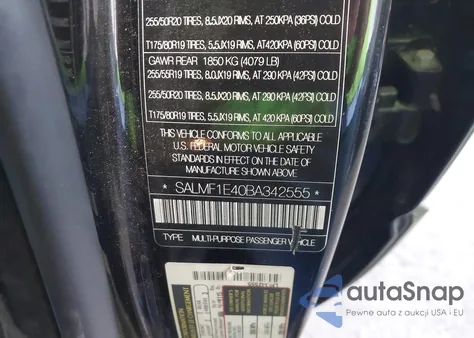 255/50R20 TIRES, 8.5JX20 RIMS, AT 250KPA (36PSI) COLD
T175/80R19 TIRES, 5.5JX19 RIMS, AT420KPA (60PSI) COLD
GAWR REAR 1850 KG (4079 LB)
255/55R19 TIRES, 8.0JX19 RIMS, AT 290 KPA (42PSI) COLD
255/50R20 TIRES, 8.5JX20 RIMS, AT 290 KPA (42PSI) COLD
T175/80R19 TIRES, 5.5JX19 RIMS, AT 420 KPA (60PSI) COLD
THIS VEHICLE CONFORMS TO ALL APPLICABLE
U.S. FEDERAL MOTOR VEHICLE SAFETY
STANDARDS IN EFFECT ON THE DATE OF
MANUFACTURE SHOWN ABOVE
*SALMF1E40BA342555*
TYPE MULTI-PURPOSE PASSENGER VEHICLE
autoSnap
Pewne auta z aukcji w USA i EU